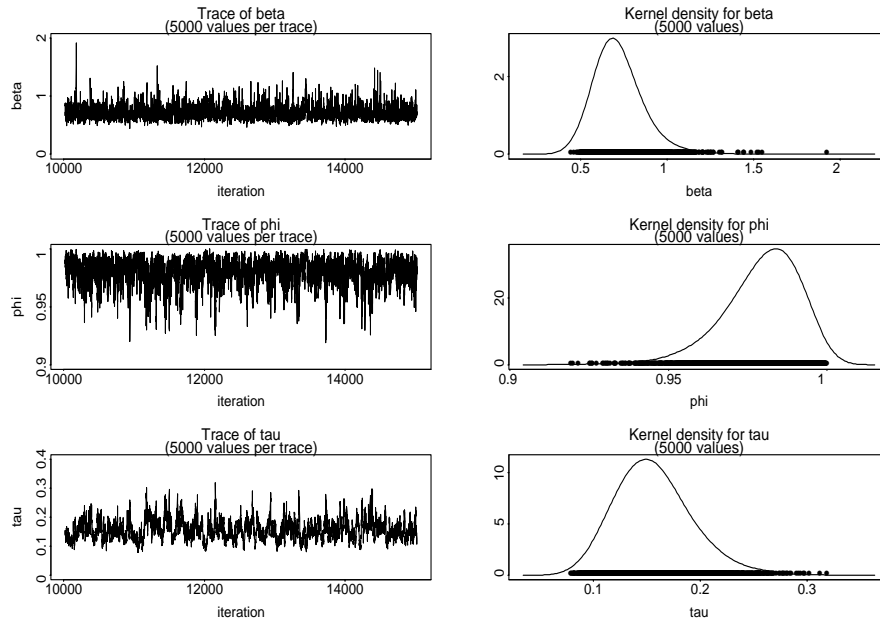 Trace of beta
(5000 values per trace)
beta
2
1
0
10000
12000
14000
iteration
Kernel density for beta
(5000 values)
2
0
0.5
1
1.5
2
beta
Trace of phi
(5000 values per trace)
phi
1
0.95
0.9
10000
12000
14000
iteration
Kernel density for phi
(5000 values)
20
0
0.9
0.95
1
phi
Trace of tau
(5000 values per trace)
tau
0.4
0.3
0.2
0.1
0
10000
12000
14000
iteration
Kernel density for tau
(5000 values)
10
5
0
0.1
0.2
0.3
tau